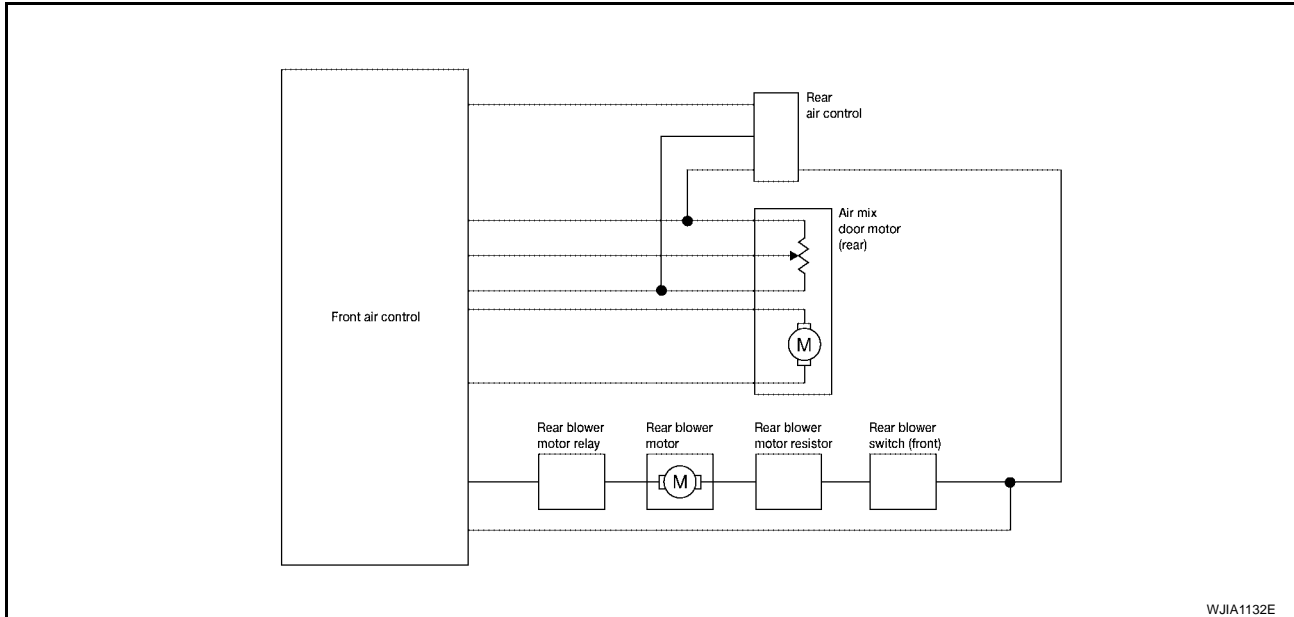 Rear
air control
Air mix
door motor
(rear)
Front air control
M
Rear blower
motor relay
Rear blower
motor
Rear blower
motor resistor
Rear blower
switch (front)
M
WJIA1132E